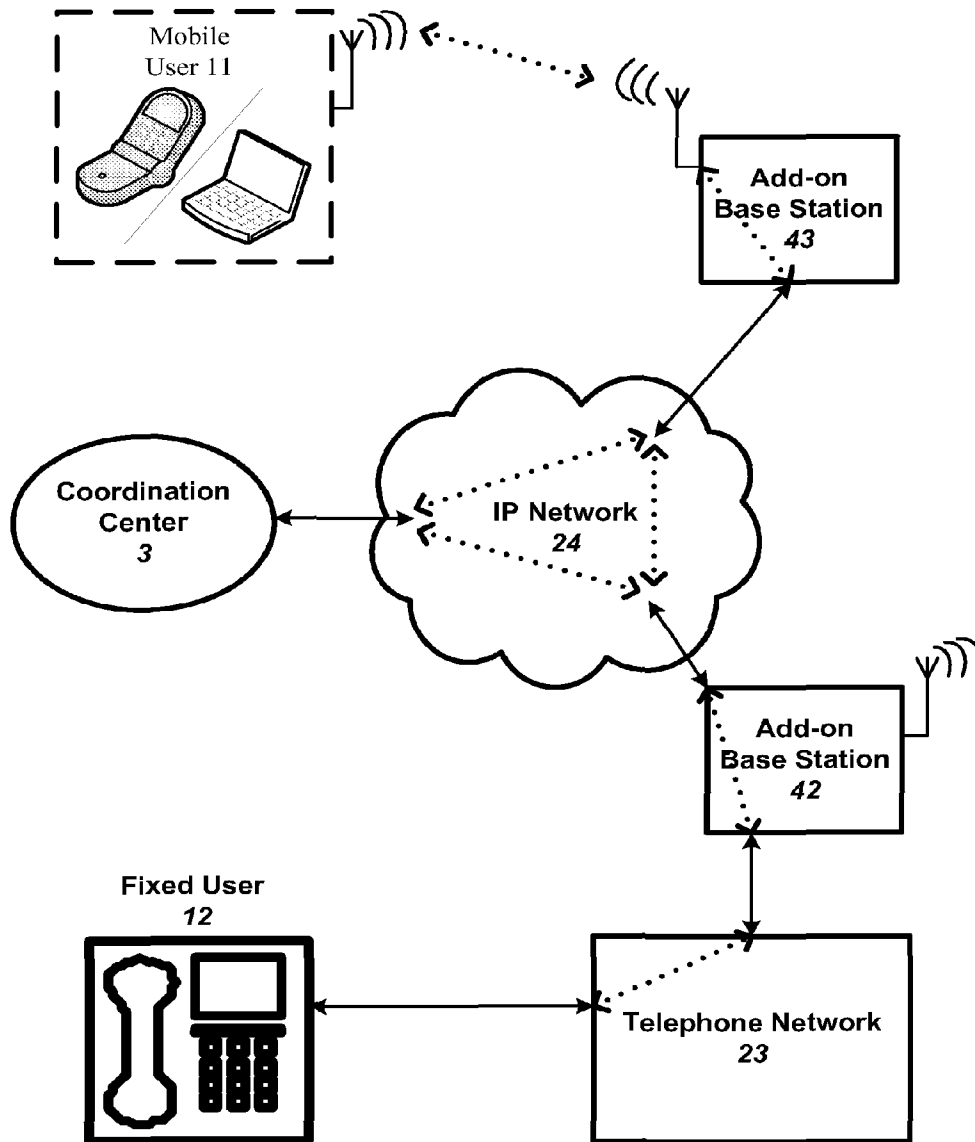 Mobile
User 11
Add-on
Base Station
43
Coordination
Center
3
IP Network
24
Add-on
Base Station
42
Fixed User
12
Telephone Network
23